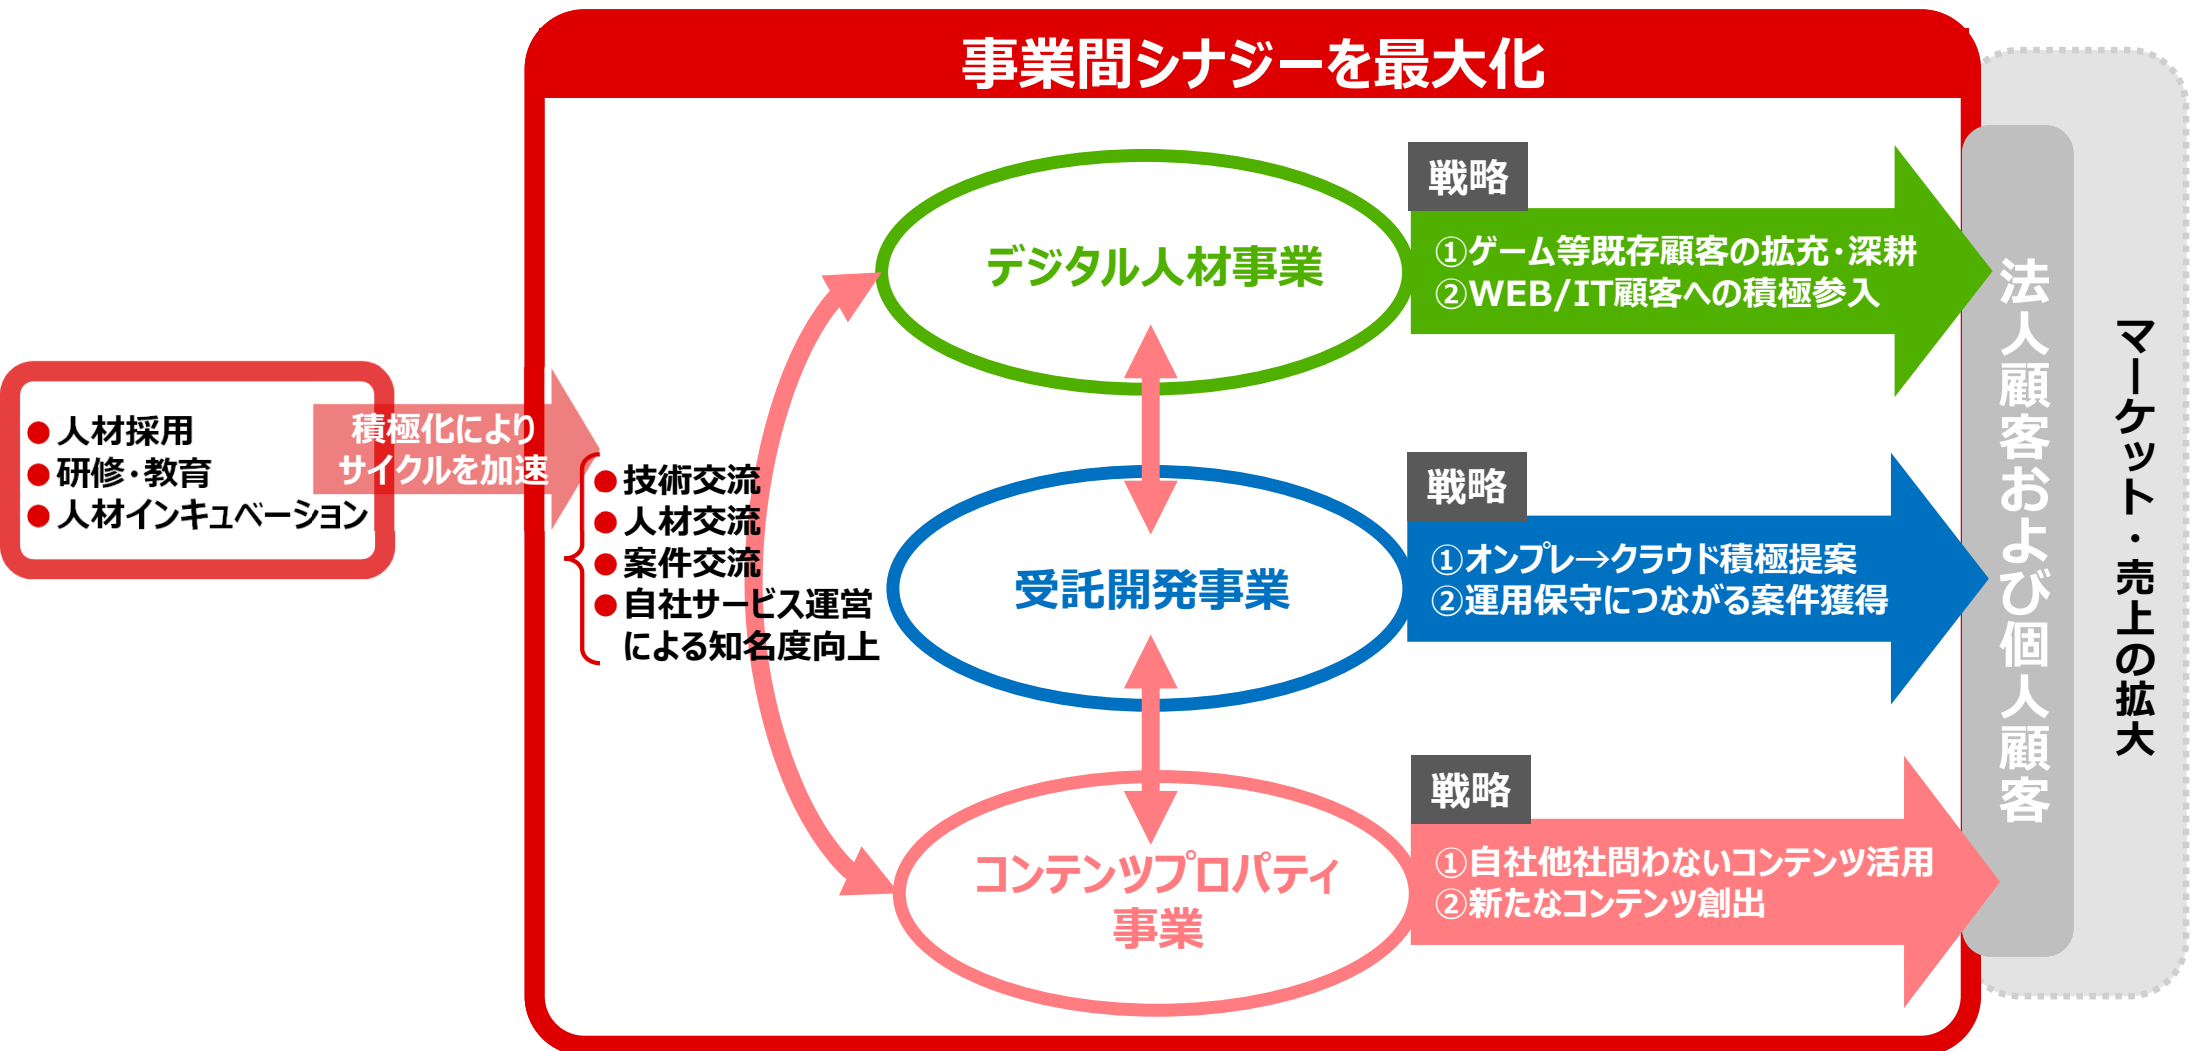 事業間シナジーを最大化
人材採用
研修・教育
人材インキュベーション
積極化により
サイクルを加速
技術交流
人材交流
案件交流
自社サービス運営
による知名度向上
デジタル人材事業
戦略
①ゲーム等既存顧客の拡充・深耕
②WEB/IT顧客への積極参入
受託開発事業
戦略
①オンプレ→クラウド積極提案
②運用保守につながる案件獲得
コンテンツプロパティ
事業
戦略
①自社他社問わないコンテンツ活用
②新たなコンテンツ創出
法人顧客および個人顧客
マーケット・売上の拡大